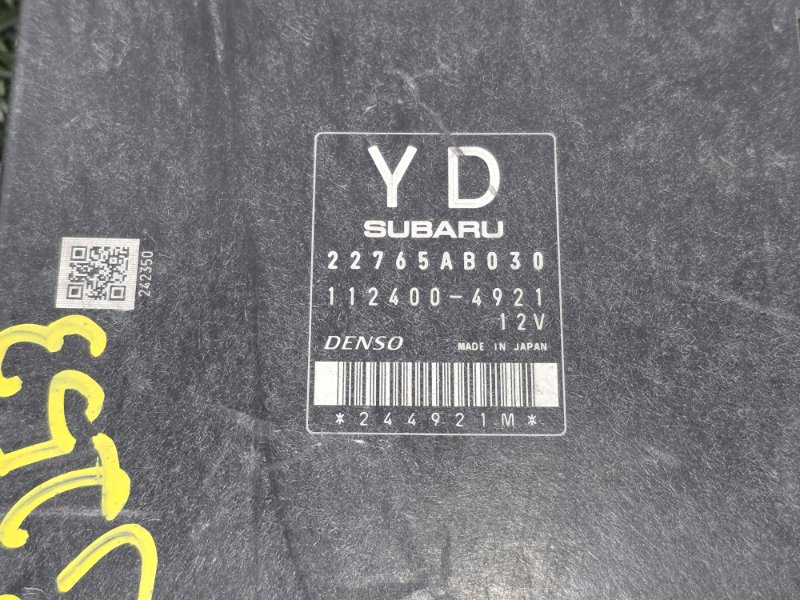 YD
SUBARU
22765AB030
112400-4921
12V
DENSO MADE IN JAPAN
*244921M*
242350